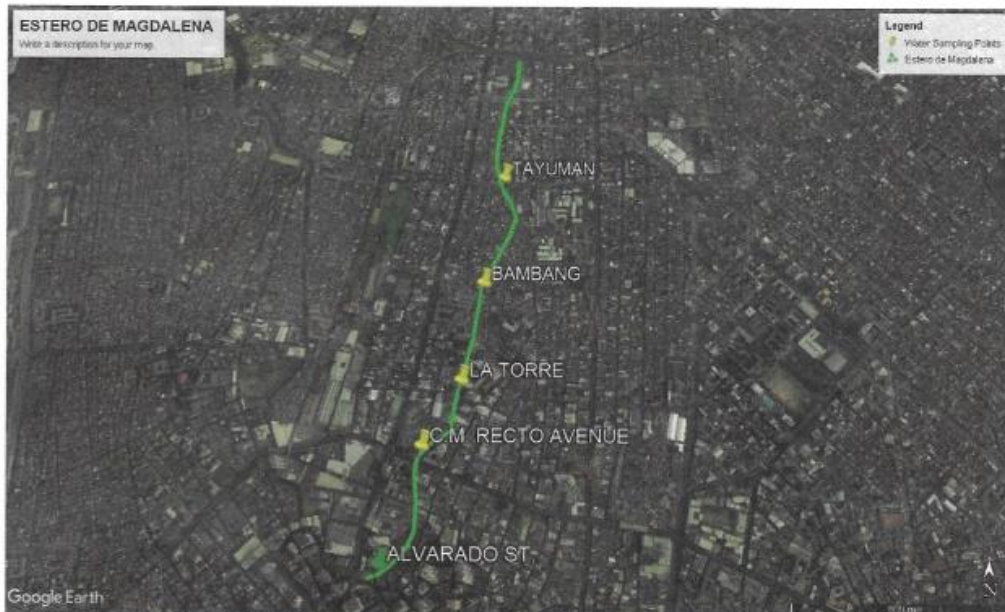 ESTERO DE MAGDALENA
Write a description for your map.
Legend
Water Sampling Points
Estero de Magdalena
TAYUMAN
BAMBANG
LA TORRE
C.M. RECTO AVENUE
ALVARADO ST
Google Earth
N